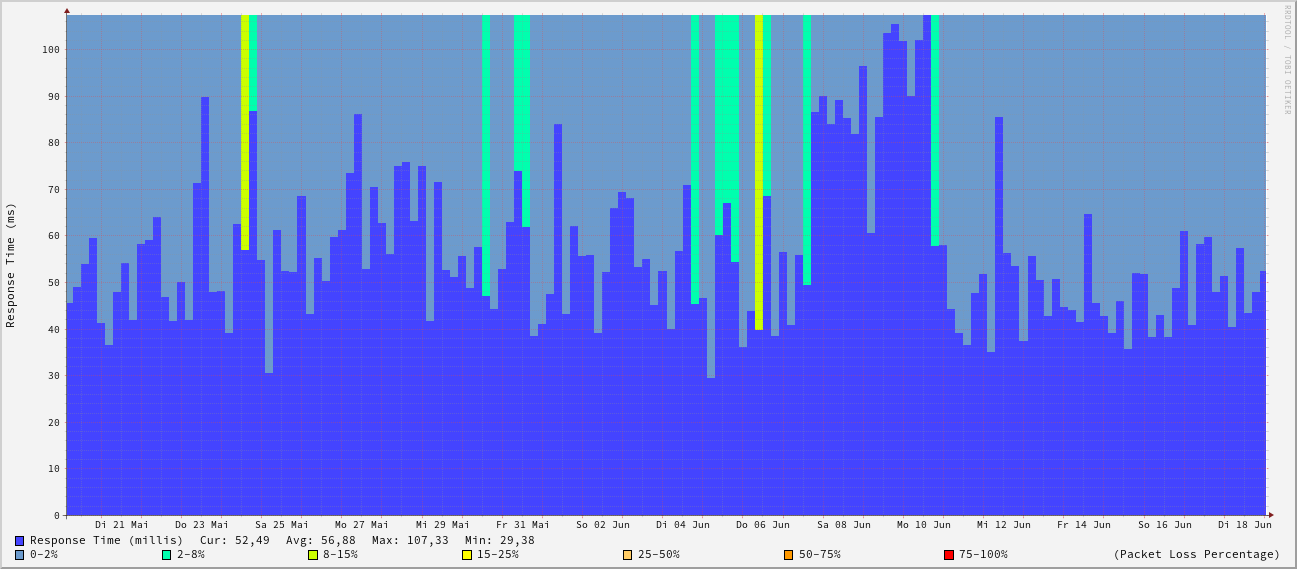 RRDTOOL / TOBI OETIKER
Response Time (ms)
100
90
80
70
60
50
40
30
20
10
0
Di 21 Mai Do 23 Mai Sa 25 Mai Mo 27 Mai Mi 29 Mai Fr 31 Mai So 02 Jun Di 04 Jun Do 06 Jun Sa 08 Jun Mo 10 Jun Mi 12 Jun Fr 14 Jun So 16 Jun Di 18 Jun
Response Time (millis) Cur: 52,49 Avg: 56,88 Max: 107,33 Min: 29,38
0-2% 2-8% 8-15% 15-25% 25-50% 50-75% 75-100% (Packet Loss Percentage)